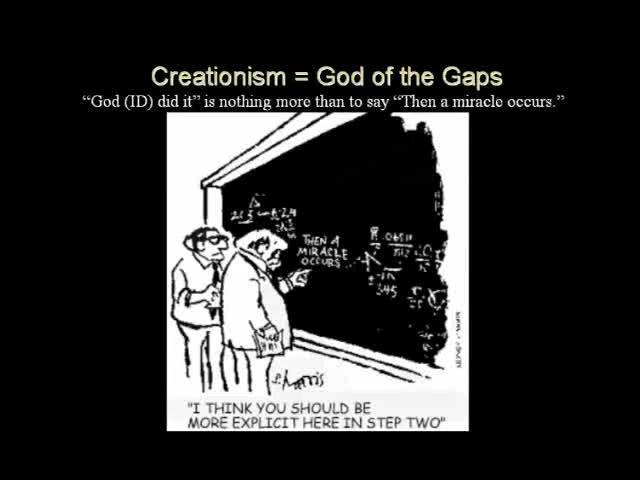 Creationism = God of the Gaps
“God (ID) did it” is nothing more than to say “Then a miracle occurs.”
THEN A
MIRACLE
OCCURS
S. Harris
"I THINK YOU SHOULD BE
MORE EXPLICIT HERE IN STEP TWO"